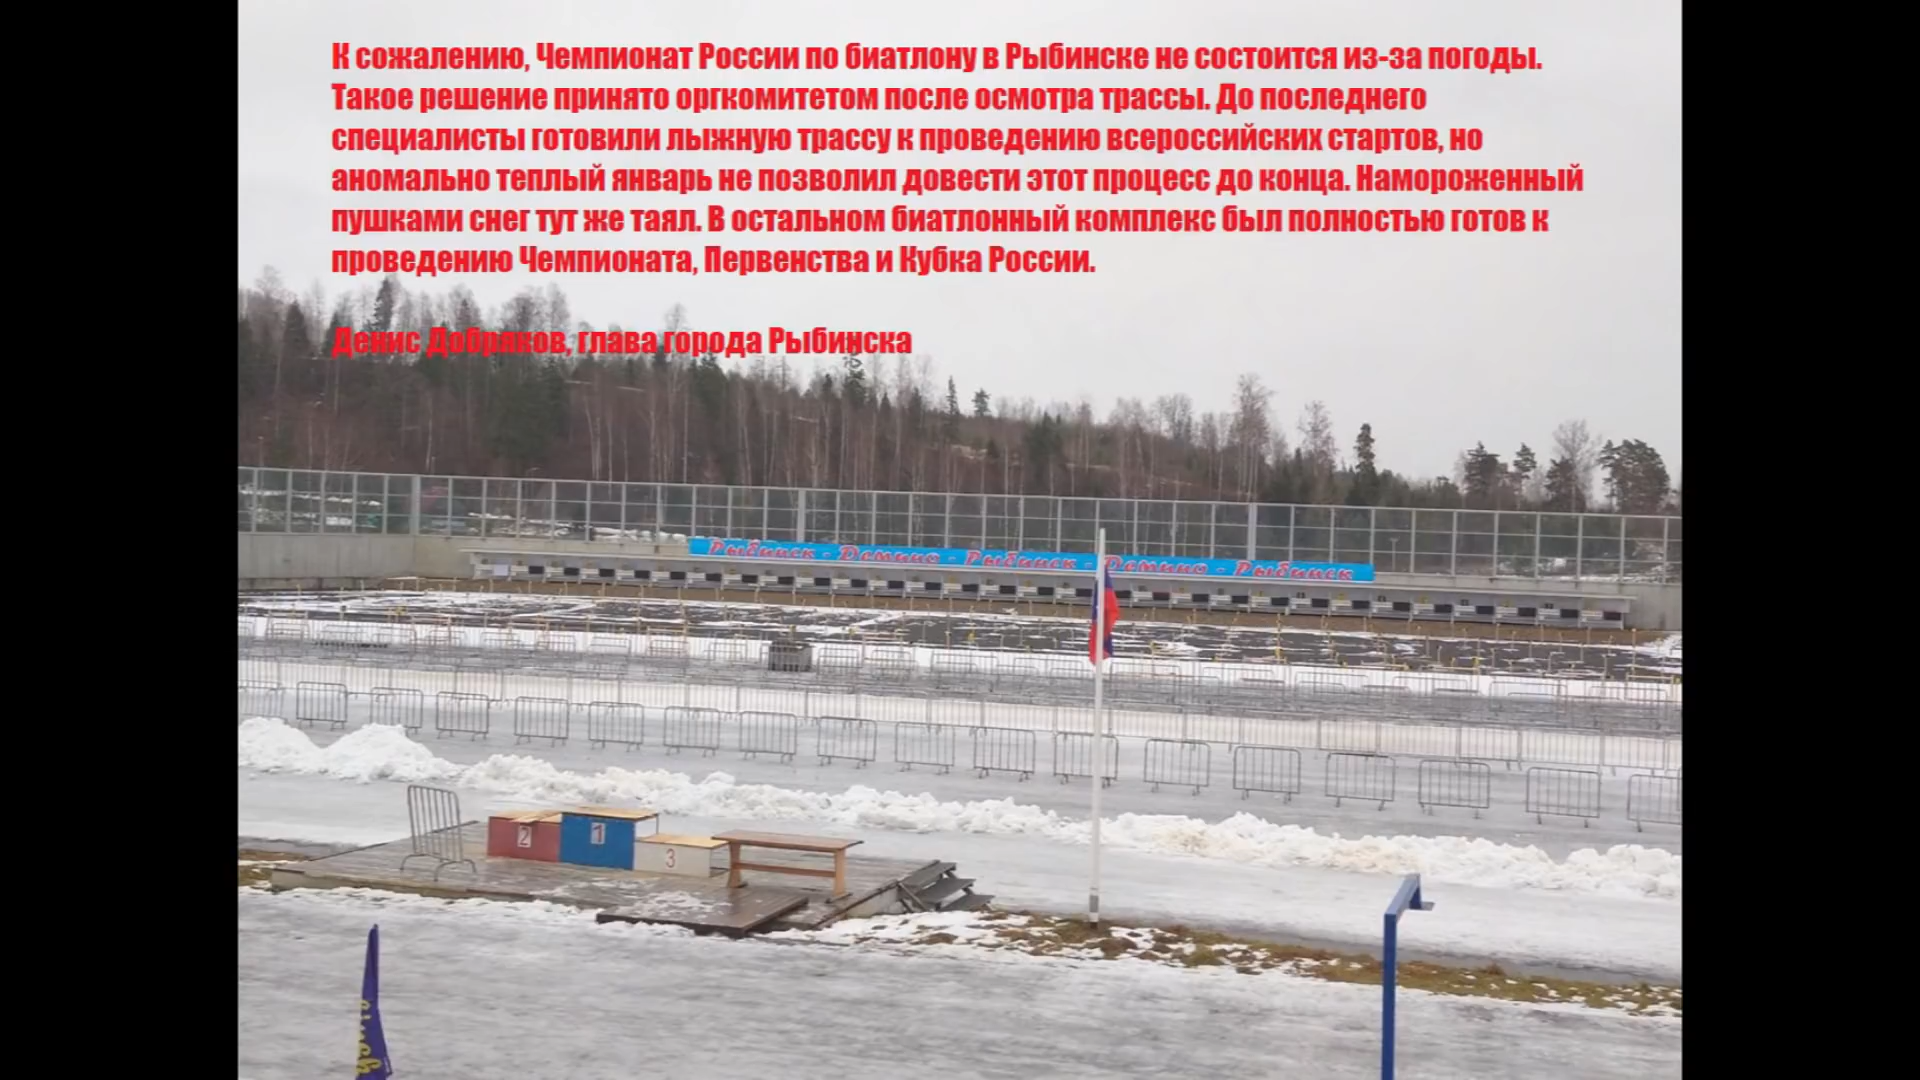 К сожалению, Чемпионат России по биатлону в Рыбинске не состоится из-за погоды.
Такое решение принято оргкомитетом после осмотра трассы. До последнего
специалисты готовили лыжную трассу к проведению всероссийских стартов, но
аномально теплый январь не позволил довести этот процесс до конца. Намороженный
пушками снег тут же таял. В остальном биатлонный комплекс был полностью готов к
проведению Чемпионата, Первенства и Кубка России.
Денис Добряков, глава города Рыбинска
Рыбинск - Демино - Рыбинск - Демино - Рыбинск
2 1 3